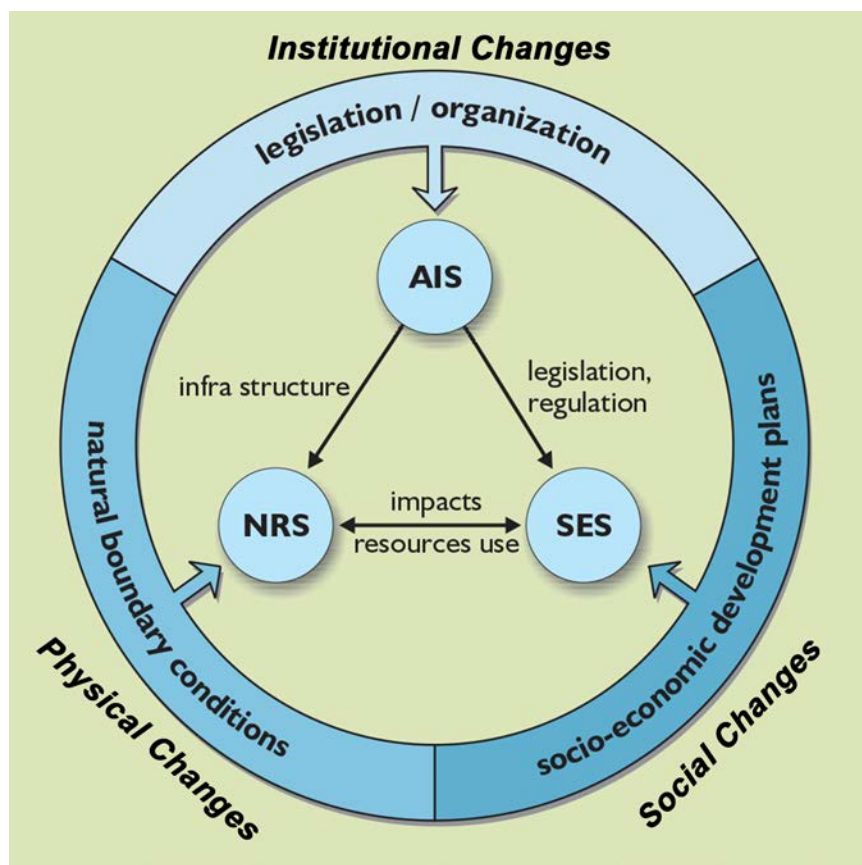 Institutional Changes
legislation / organization
AIS
infra structure
legislation,
regulation
natural boundary conditions
socio-economic development plans
NRS
impacts
resources use
SES
Physical Changes
Social Changes